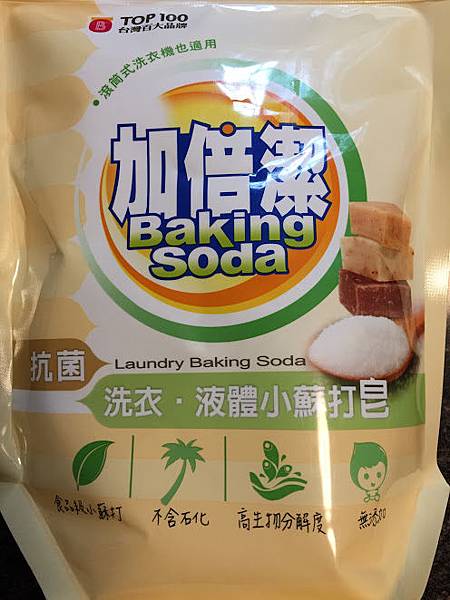 TOP 100
台灣百大品牌
• 滾筒式洗衣機也適用
加倍潔
Baking
Soda
抗菌
Laundry Baking Soda
洗衣・液體小蘇打皂
食品級小蘇打
不含石化
高生物分解度
無添加